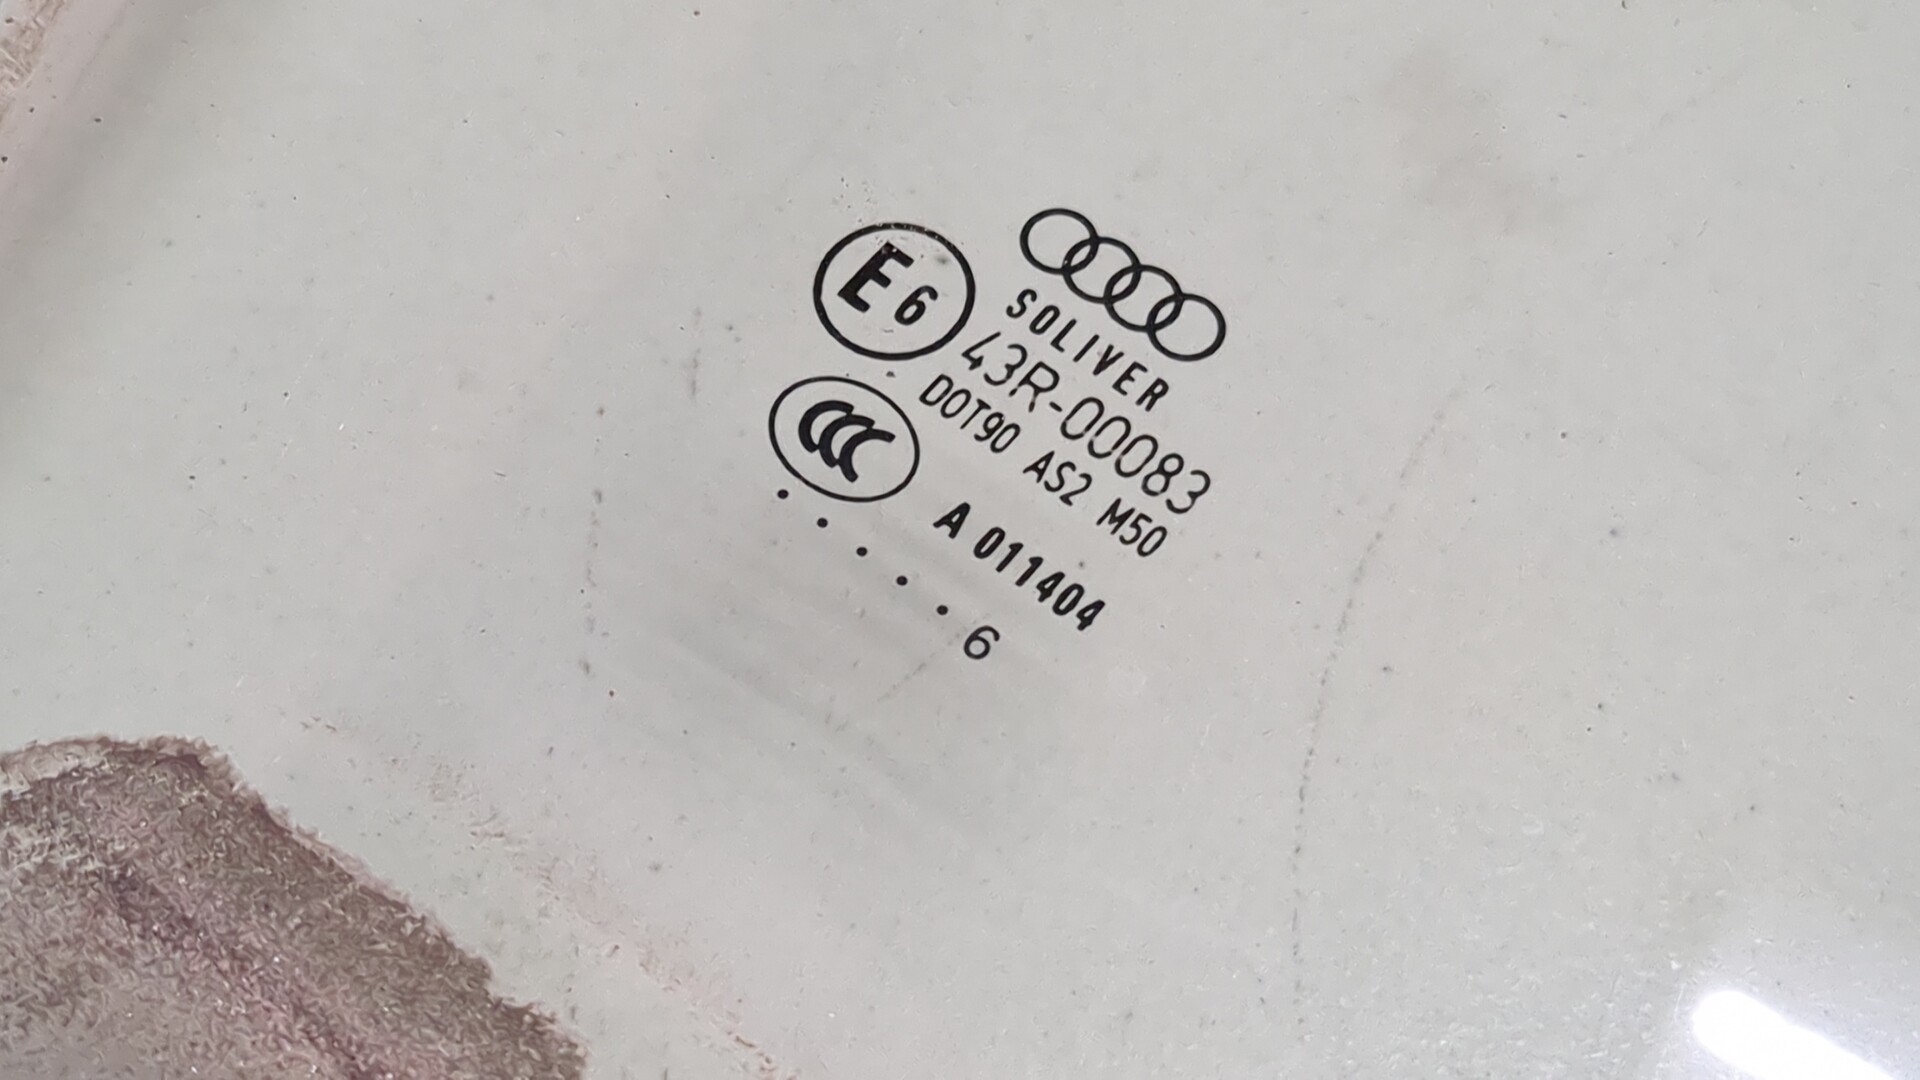 E6
SOLIVER
43R-00083
DOT90 AS2 M50
CCC
A 011404
. . . . . 6